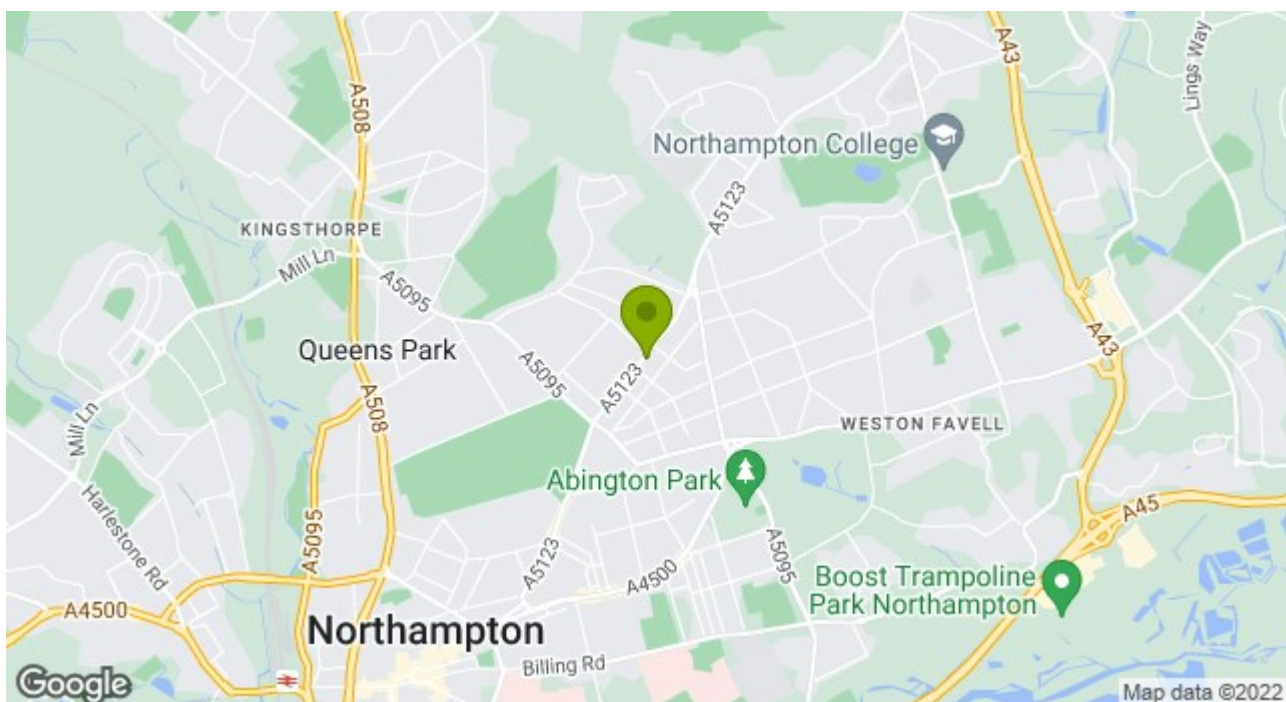 A43
Lings Way
A508
Northampton College
A5123
KINGSTHORPE
Mill Ln
A5095
Queens Park
A5095
A5123
A43
A508
Mill Ln
WESTON FAVELL
Abington Park
Harlestone Rd
A5095
A45
A5123
A5095
A4500
Boost Trampoline
Park Northampton
A4500
Northampton
Billing Rd
Google
Map data ©2022